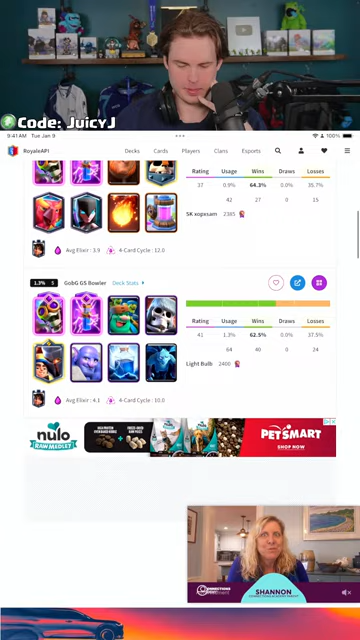 Code: JuicyJ
9:41 AM Tue Jan 9
100%
RoyaleAPI
Decks
Cards
Players
Clans
Esports
Rating Usage Wins Draws Losses
37 0.9% 64.3% 0.0% 35.7%
42 27 0 15
2385
Avg Elixir: 3.9
4-Card Cycle: 12.0
1.3% 5 GobG GS Bowler Deck Stats
Rating Usage Wins Draws Losses
41 1.3% 62.5% 0.0% 37.5%
64 40 0 24
Light Bulb 2400
Avg Elixir: 4.1
4-Card Cycle: 10.0
nulo
RAW MEDLEY
PETSMART
SHOP NOW
SHANNON